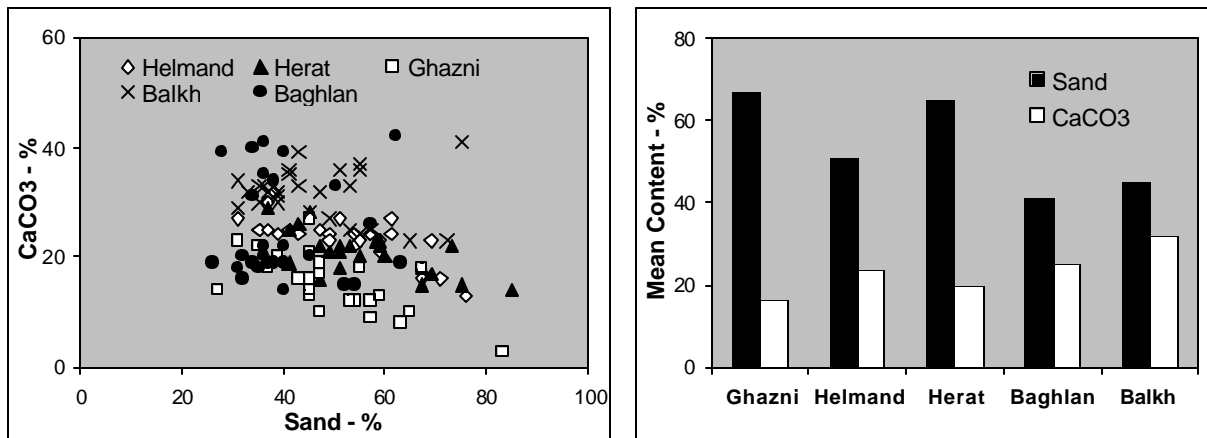 60
40
20
0
CaCO3 - %
Helmand Herat Ghazni
Balkh Baghlan
0 20 40 60 80 100
Sand - %
80
60
40
20
0
Mean Content - %
Sand
CaCO3
Ghazni Helmand Herat Baghlan Balkh